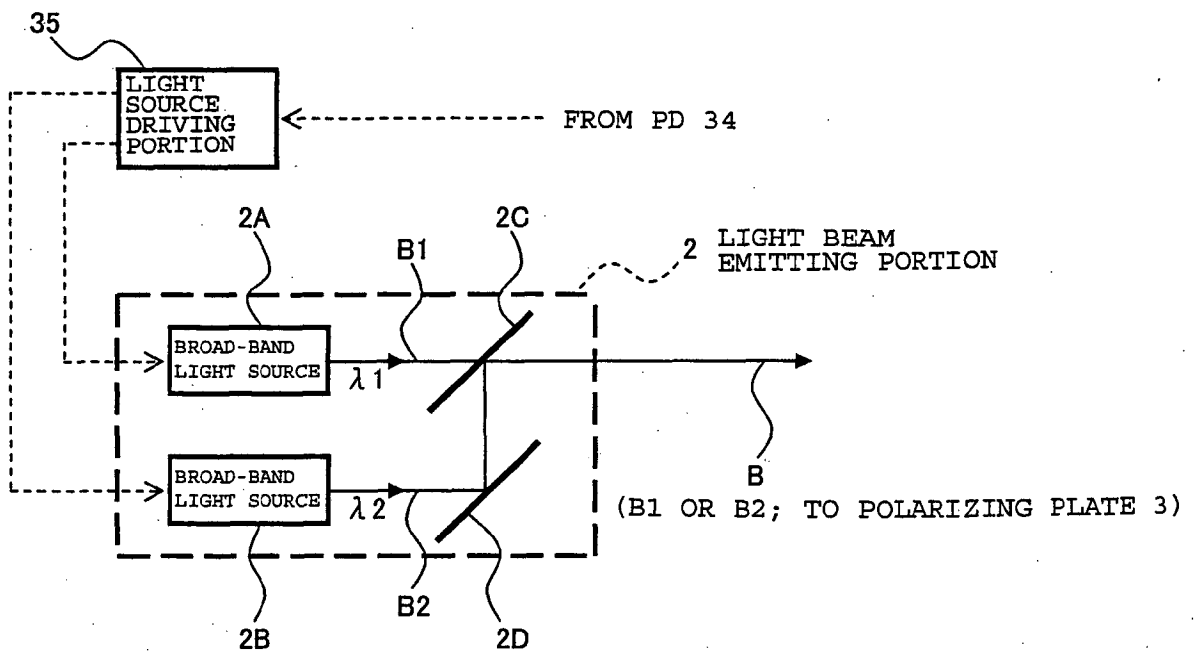 35
LIGHT
SOURCE
DRIVING
PORTION
FROM PD 34
2A
2C
B1
2 LIGHT BEAM
EMITTING PORTION
BROAD-BAND
LIGHT SOURCE
λ1
B
BROAD-BAND
LIGHT SOURCE
λ2
(B1 OR B2; TO POLARIZING PLATE 3)
B2
2B
2D